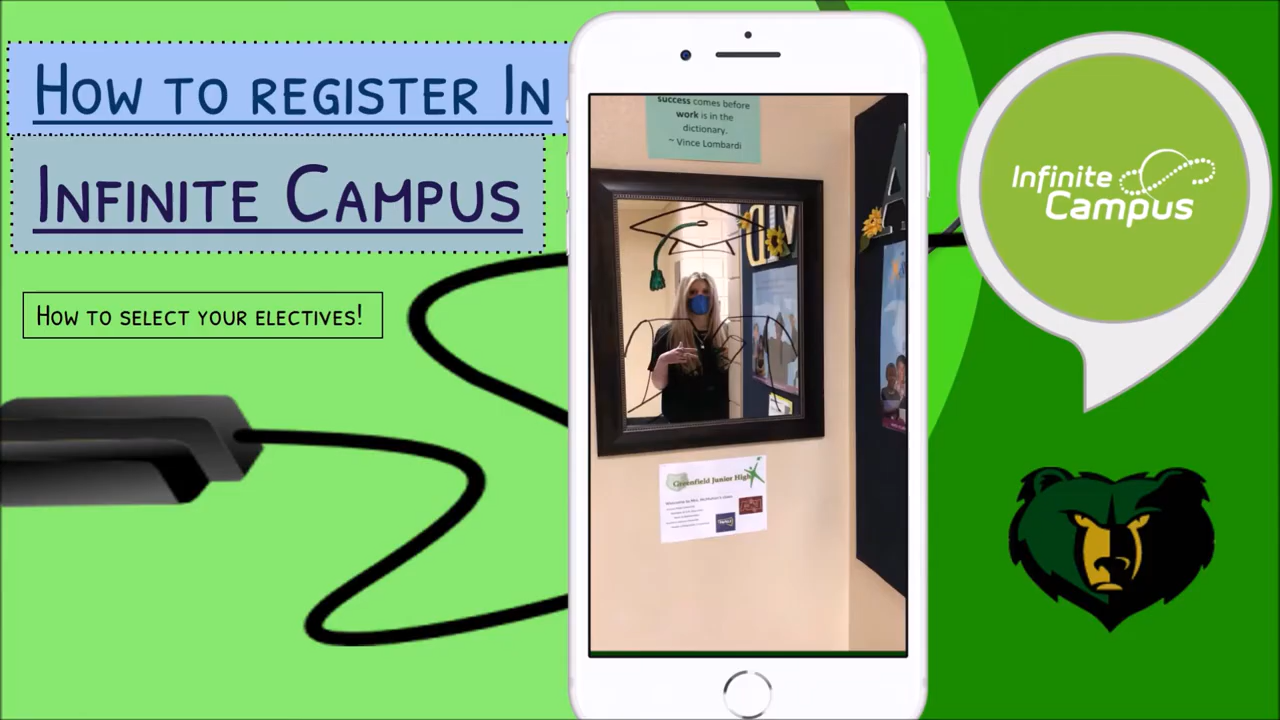 How to register In
Infinite Campus
How to select your electives!
success comes before
work is in the
dictionary.
~ Vince Lombardi
Infinite
Campus
Greenfield Junior High